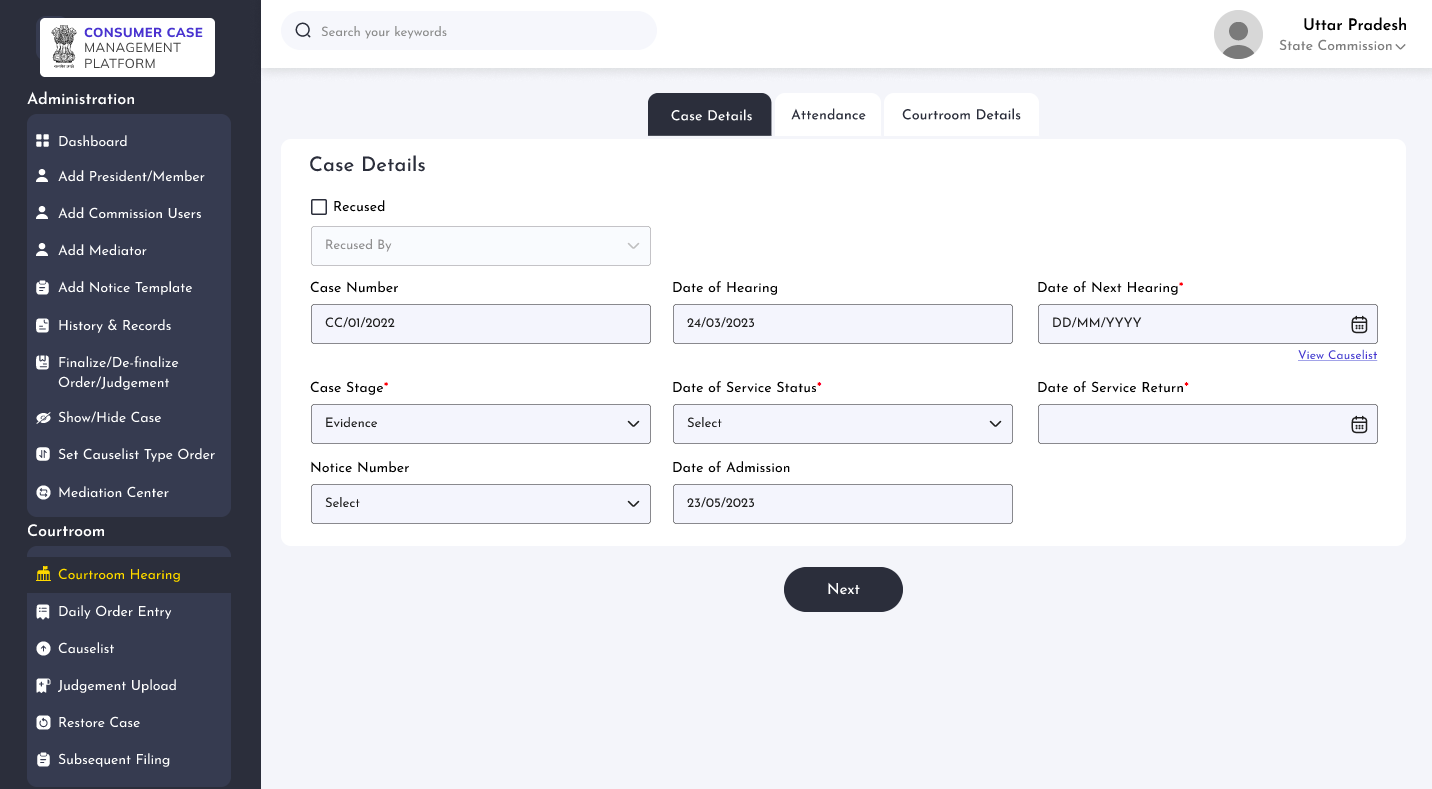 CONSUMER CASE
MANAGEMENT
PLATFORM
Administration
Dashboard
Add President/Member
Add Commission Users
Add Mediator
Add Notice Template
History & Records
Finalize/De-finalize
Order/Judgement
Show/Hide Case
Set Causelist Type Order
Mediation Center
Courtroom
Courtroom Hearing
Daily Order Entry
Causelist
Judgement Upload
Restore Case
Subsequent Filing
Search your keywords
Uttar Pradesh
State Commission
Case Details
Attendance
Courtroom Details
Case Details
Recused
Recused By
Case Number
CC/01/2022
Date of Hearing
24/03/2023
Date of Next Hearing*
DD/MM/YYYY
View Causelist
Case Stage*
Evidence
Date of Service Status*
Select
Date of Service Return*
Notice Number
Select
Date of Admission
23/05/2023
Next